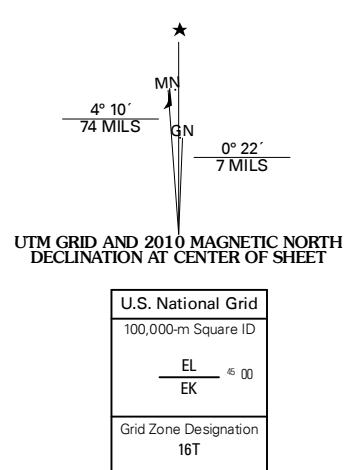 ★
MN
4° 10´
74 MILS
GN
0° 22´
7 MILS
UTM GRID AND 2010 MAGNETIC NORTH
DECLINATION AT CENTER OF SHEET
U.S. National Grid
100,000-m Square ID
EL
45 00
EK
Grid Zone Designation
16T